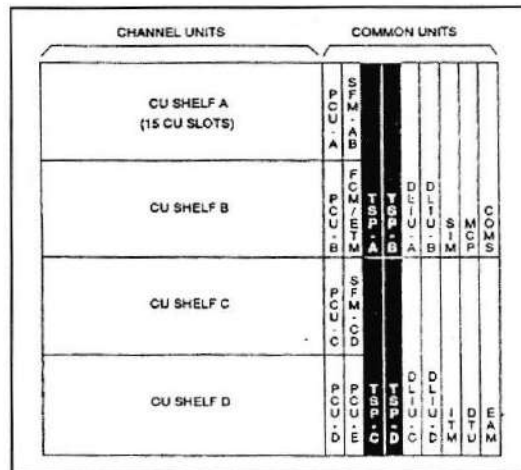 CHANNEL UNITS
COMMON UNITS
CU SHELF A
(15 CU SLOTS)
PCU-A
SFM-AB
CU SHELF B
PCU-B
FCM/ETM
TSP-A
TSP-B
DLIU-A
DLIU-B
SIM
MCP
COMS
CU SHELF C
PCU-C
SFM-CD
CU SHELF D
PCU-D
PCU-E
TSP-C
TSP-D
DLIU-C
DLIU-D
ITM
DTU
EAM